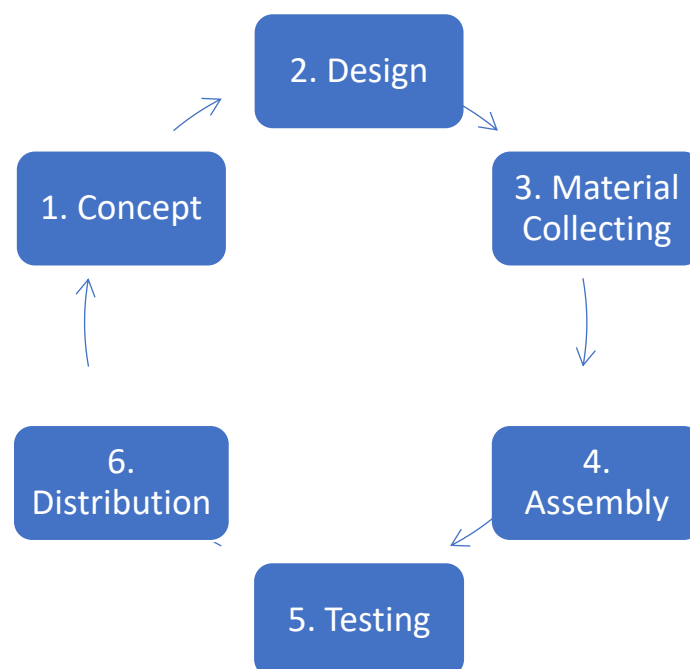 1. Concept
2. Design
3. Material
Collecting
4.
Assembly
5. Testing
6.
Distribution